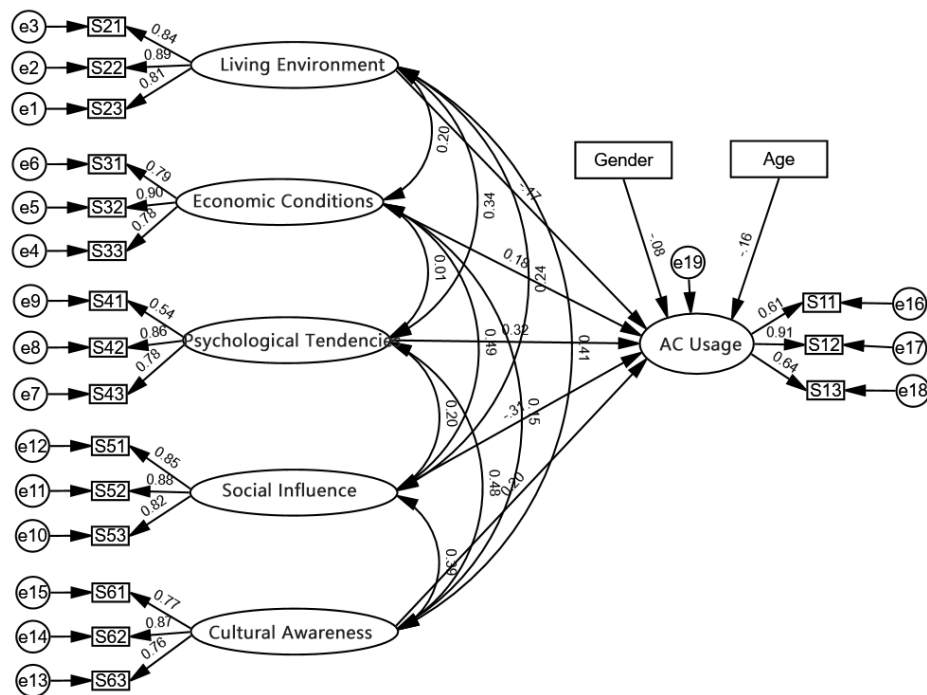 e3
S21
0.84
e2
S22
0.89
e1
S23
0.81
Living Environment
e6
S31
0.79
e5
S32
0.90
e4
S33
0.78
Economic Conditions
e9
S41
0.54
e8
S42
0.86
e7
S43
0.78
Psychological Tendencie
e12
S51
0.85
e11
S52
0.88
e10
S53
0.82
Social Influence
e15
S61
0.77
e14
S62
0.87
e13
S63
0.76
Cultural Awareness
0.20
0.34
0.24
0.41
0.01
0.49
0.15
0.20
0.48
0.39
-.47
0.18
0.32
-.31
0.20
Gender
-.08
Age
-.16
e19
AC Usage
0.61
S11
e16
0.91
S12
e17
0.64
S13
e18